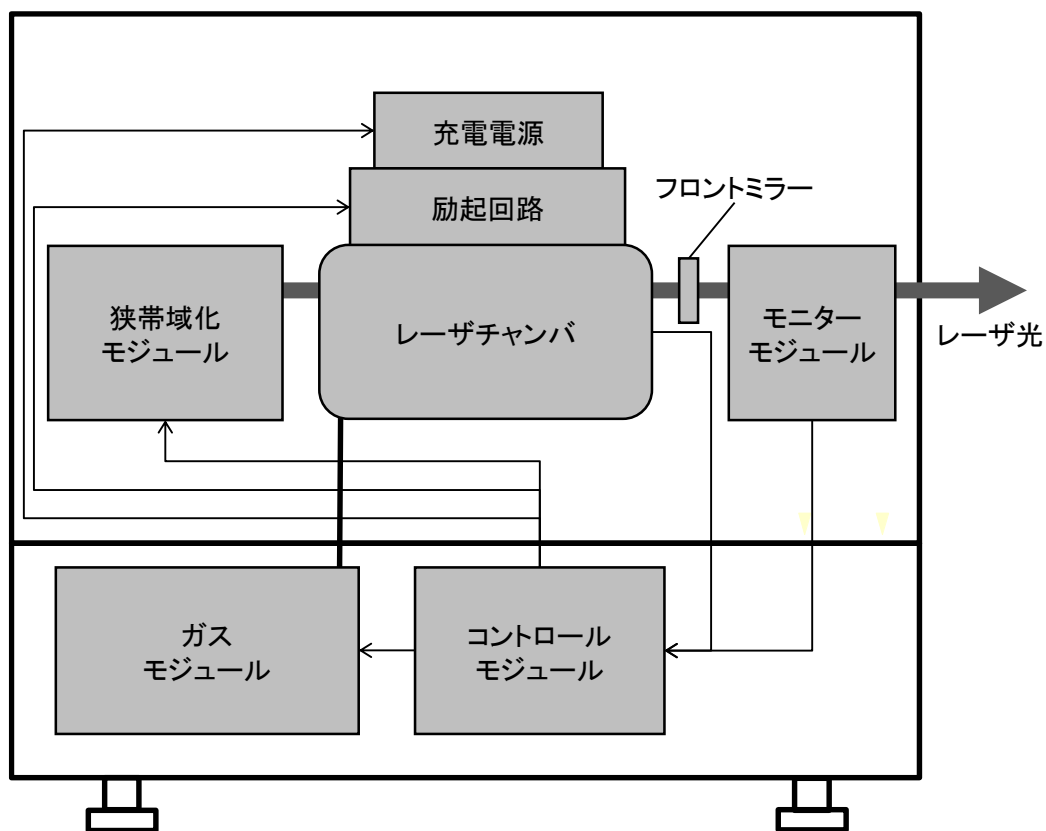 充電電源
励起回路
フロントミラー
狭帯域化
モジュール
レーザチャンバ
モニター
モジュール
レーザ光
ガス
モジュール
コントロール
モジュール